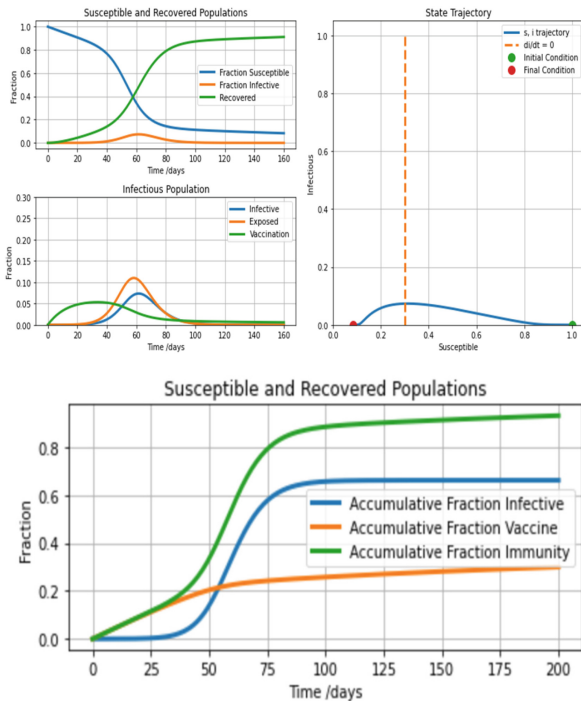 Susceptible and Recovered Populations
1.0
0.8
0.6
0.4
0.2
0.0
Fraction
Fraction Susceptible
Fraction Infective
Recovered
0 20 40 60 80 100 120 140 160
Time /days
Infectious Population
0.30
0.25
0.20
0.15
0.10
0.05
0.00
Fraction
Infective
Exposed
Vaccination
0 20 40 60 80 100 120 140 160
Time /days
State Trajectory
1.0
0.8
0.6
0.4
0.2
0.0
Infectious
s, i trajectory
di/dt = 0
Initial Condition
Final Condition
0.0 0.2 0.4 0.6 0.8 1.0
Susceptible
Susceptible and Recovered Populations
0.8
0.6
0.4
0.2
0.0
Fraction
Accumulative Fraction Infective
Accumulative Fraction Vaccine
Accumulative Fraction Immunity
0 25 50 75 100 125 150 175 200
Time /days